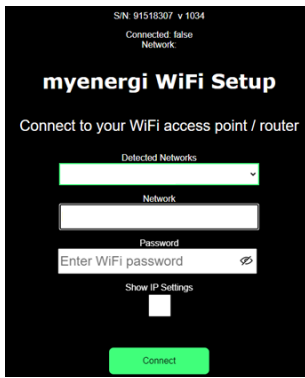 S/N: 91518307 v 1034
Connected: false
Network:
myenergi WiFi Setup
Connect to your WiFi access point / router
Detected Networks
Network
Password
Enter WiFi password
Show IP Settings
Connect